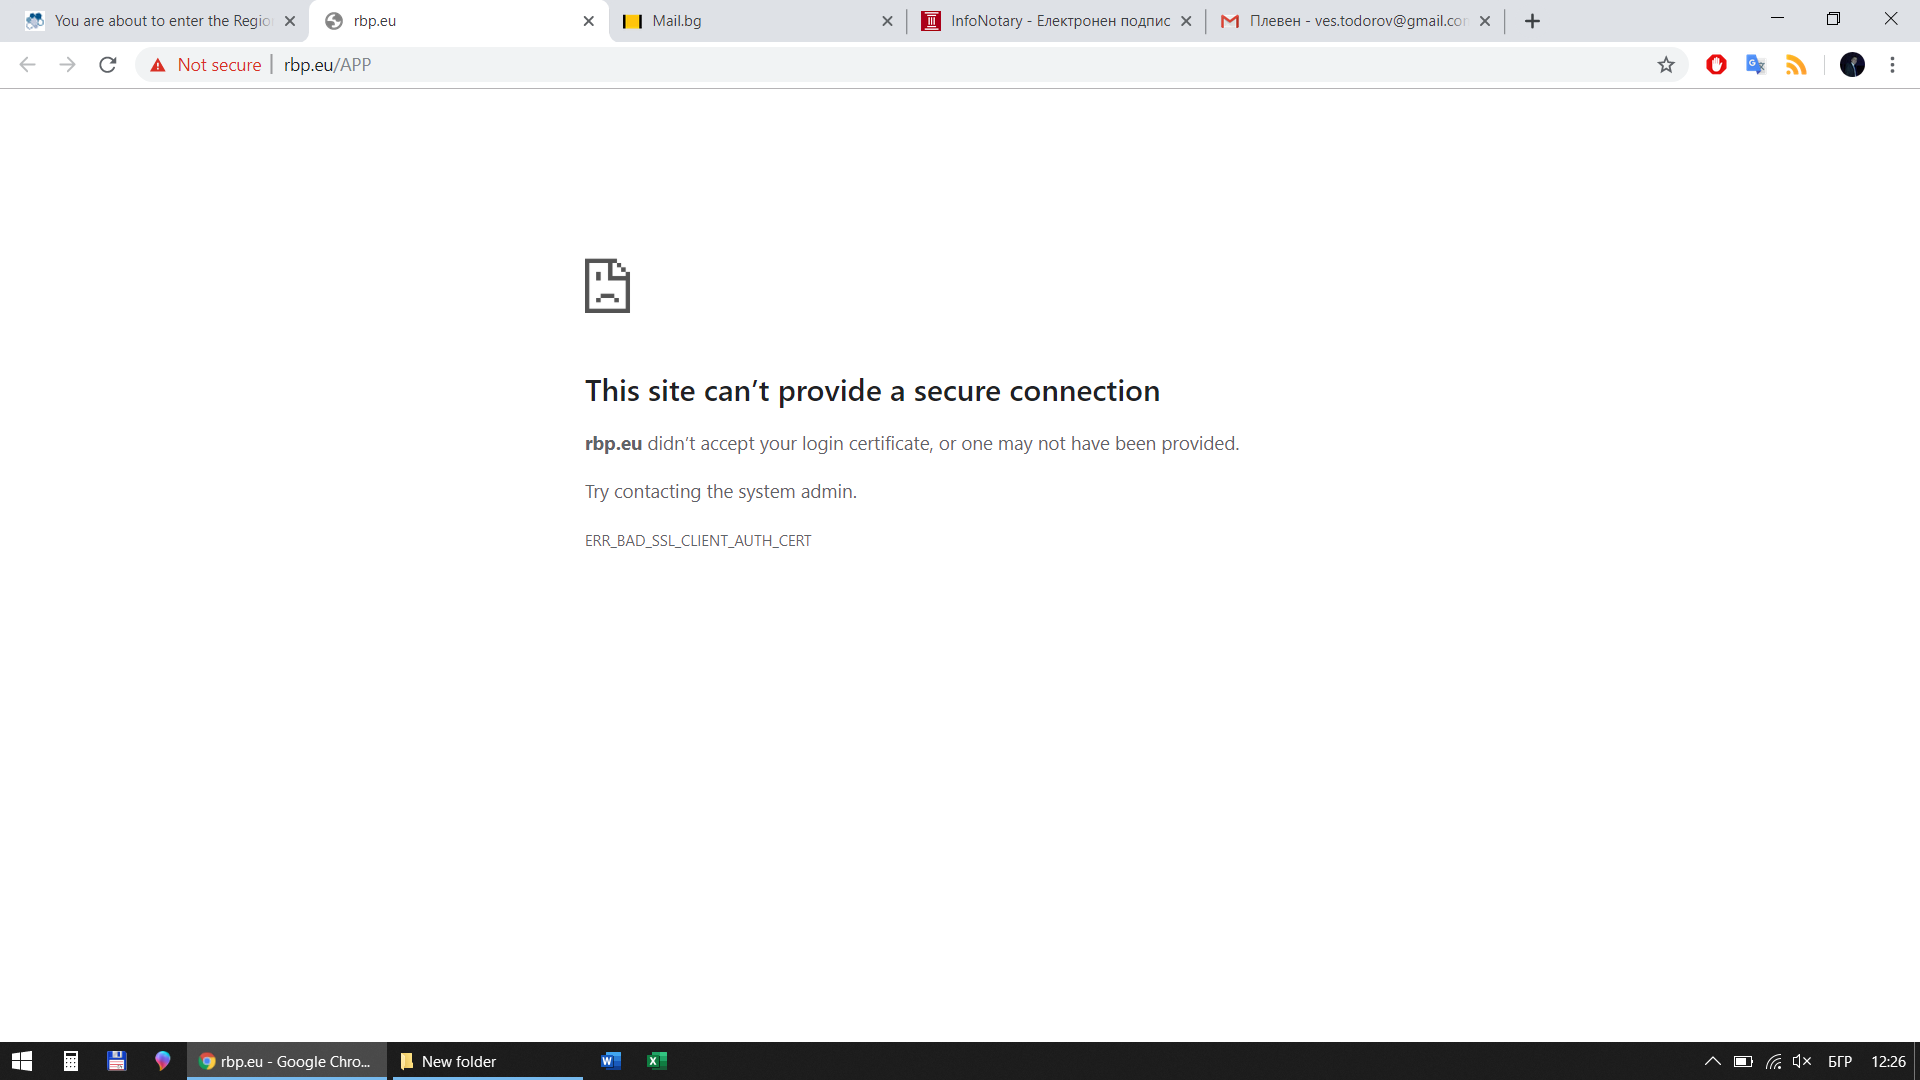 You are about to enter the Regio
rbp.eu
Mail.bg
InfoNotary - Електронен подпис
Плевен - ves.todorov@gmail.con
Not secure
rbp.eu/APP
This site can’t provide a secure connection
rbp.eu didn’t accept your login certificate, or one may not have been provided.
Try contacting the system admin.
ERR_BAD_SSL_CLIENT_AUTH_CERT
rbp.eu - Google Chro...
New folder
БГР
12:26